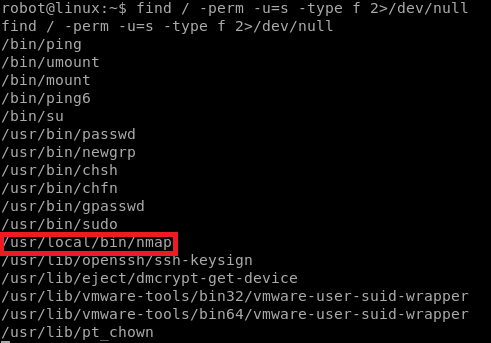 robot@linux:~$ find / -perm -u=s -type f 2>/dev/null
find / -perm -u=s -type f 2>/dev/null
/bin/ping
/bin/umount
/bin/mount
/bin/ping6
/bin/su
/usr/bin/passwd
/usr/bin/newgrp
/usr/bin/chsh
/usr/bin/chfn
/usr/bin/gpasswd
/usr/bin/sudo
/usr/local/bin/nmap
/usr/lib/openssh/ssh-keysign
/usr/lib/eject/dmcrypt-get-device
/usr/lib/vmware-tools/bin32/vmware-user-suid-wrapper
/usr/lib/vmware-tools/bin64/vmware-user-suid-wrapper
/usr/lib/pt_chown